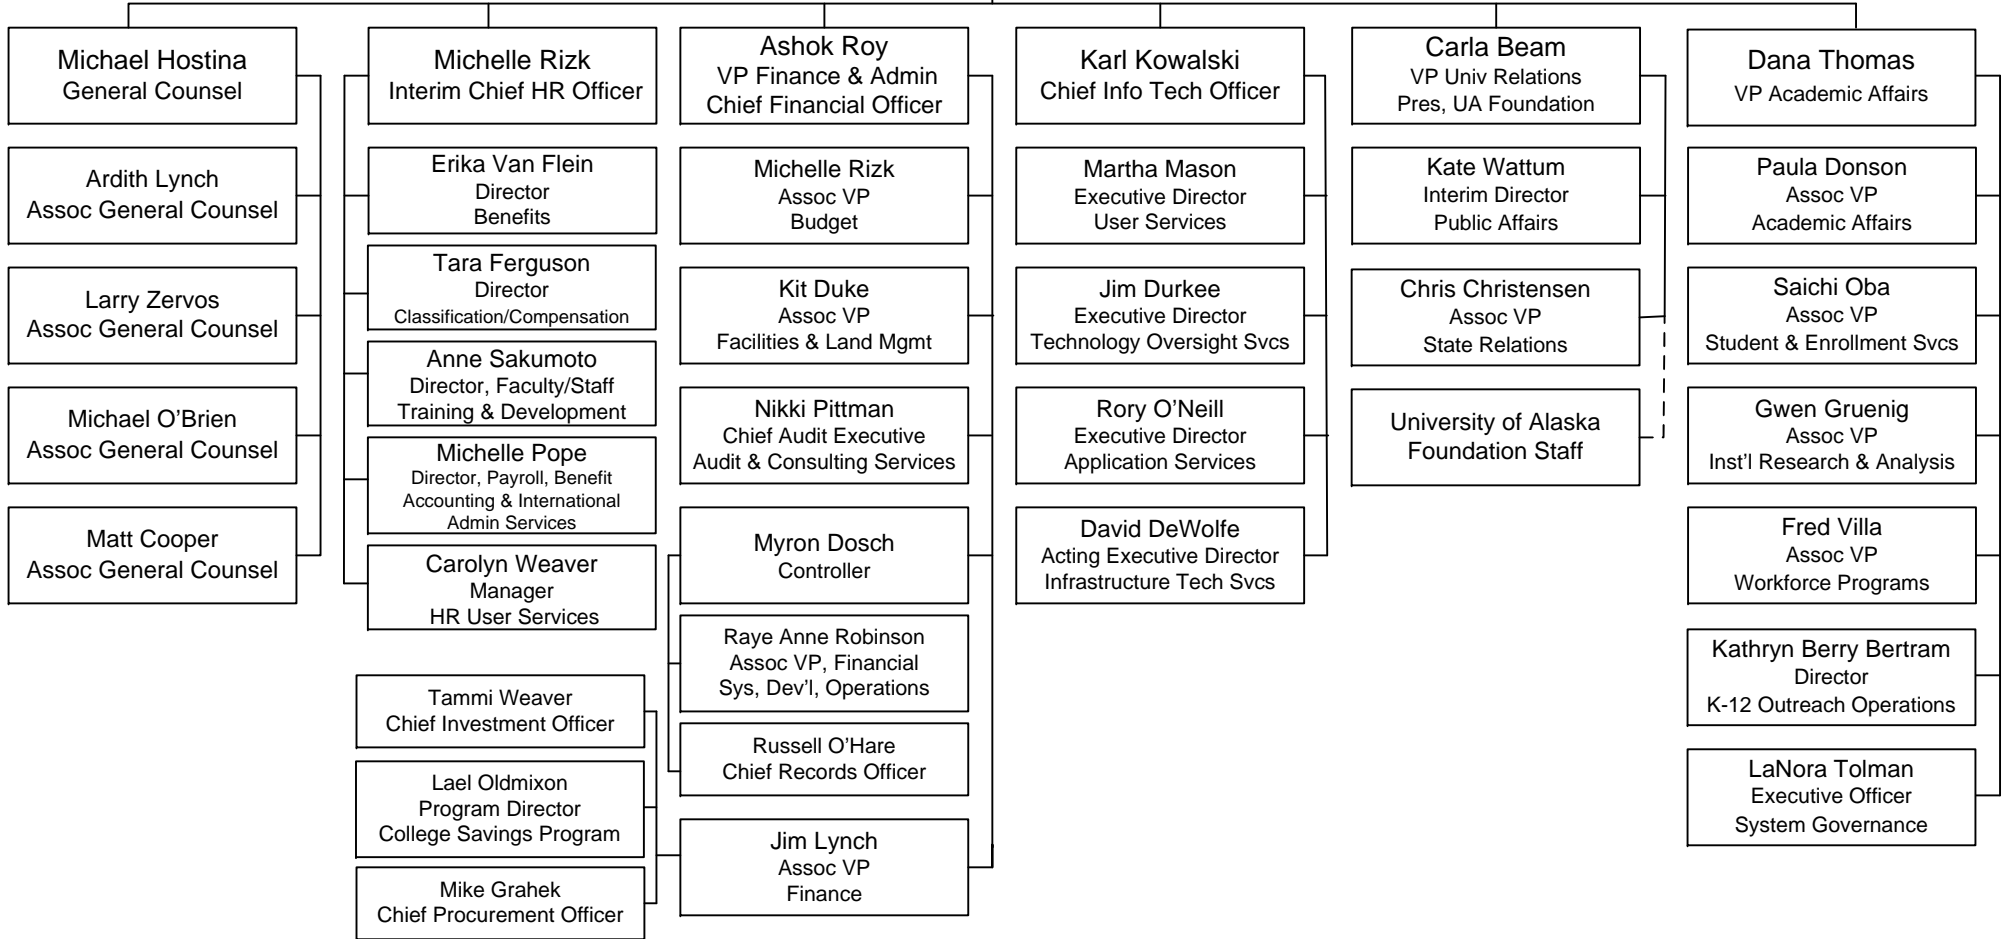 Michael Hostina
General Counsel
Ardith Lynch
Assoc General Counsel
Larry Zervos
Assoc General Counsel
Michael O’Brien
Assoc General Counsel
Matt Cooper
Assoc General Counsel
Michelle Rizk
Interim Chief HR Officer
Erika Van Flein
Director
Benefits
Tara Ferguson
Director
Classification/Compensation
Anne Sakumoto
Director, Faculty/Staff
Training & Development
Michelle Pope
Director, Payroll, Benefit
Accounting & International
Admin Services
Carolyn Weaver
Manager
HR User Services
Ashok Roy
VP Finance & Admin
Chief Financial Officer
Michelle Rizk
Assoc VP
Budget
Kit Duke
Assoc VP
Facilities & Land Mgmt
Nikki Pittman
Chief Audit Executive
Audit & Consulting Services
Myron Dosch
Controller
Raye Anne Robinson
Assoc VP, Financial
Sys, Dev’l, Operations
Russell O’Hare
Chief Records Officer
Jim Lynch
Assoc VP
Finance
Tammi Weaver
Chief Investment Officer
Lael Oldmixon
Program Director
College Savings Program
Mike Grahek
Chief Procurement Officer
Karl Kowalski
Chief Info Tech Officer
Martha Mason
Executive Director
User Services
Jim Durkee
Executive Director
Technology Oversight Svcs
Rory O’Neill
Executive Director
Application Services
David DeWolfe
Acting Executive Director
Infrastructure Tech Svcs
Carla Beam
VP Univ Relations
Pres, UA Foundation
Kate Wattum
Interim Director
Public Affairs
Chris Christensen
Assoc VP
State Relations
University of Alaska
Foundation Staff
Dana Thomas
VP Academic Affairs
Paula Donson
Assoc VP
Academic Affairs
Saichi Oba
Assoc VP
Student & Enrollment Svcs
Gwen Gruenig
Assoc VP
Inst’l Research & Analysis
Fred Villa
Assoc VP
Workforce Programs
Kathryn Berry Bertram
Director
K-12 Outreach Operations
LaNora Tolman
Executive Officer
System Governance